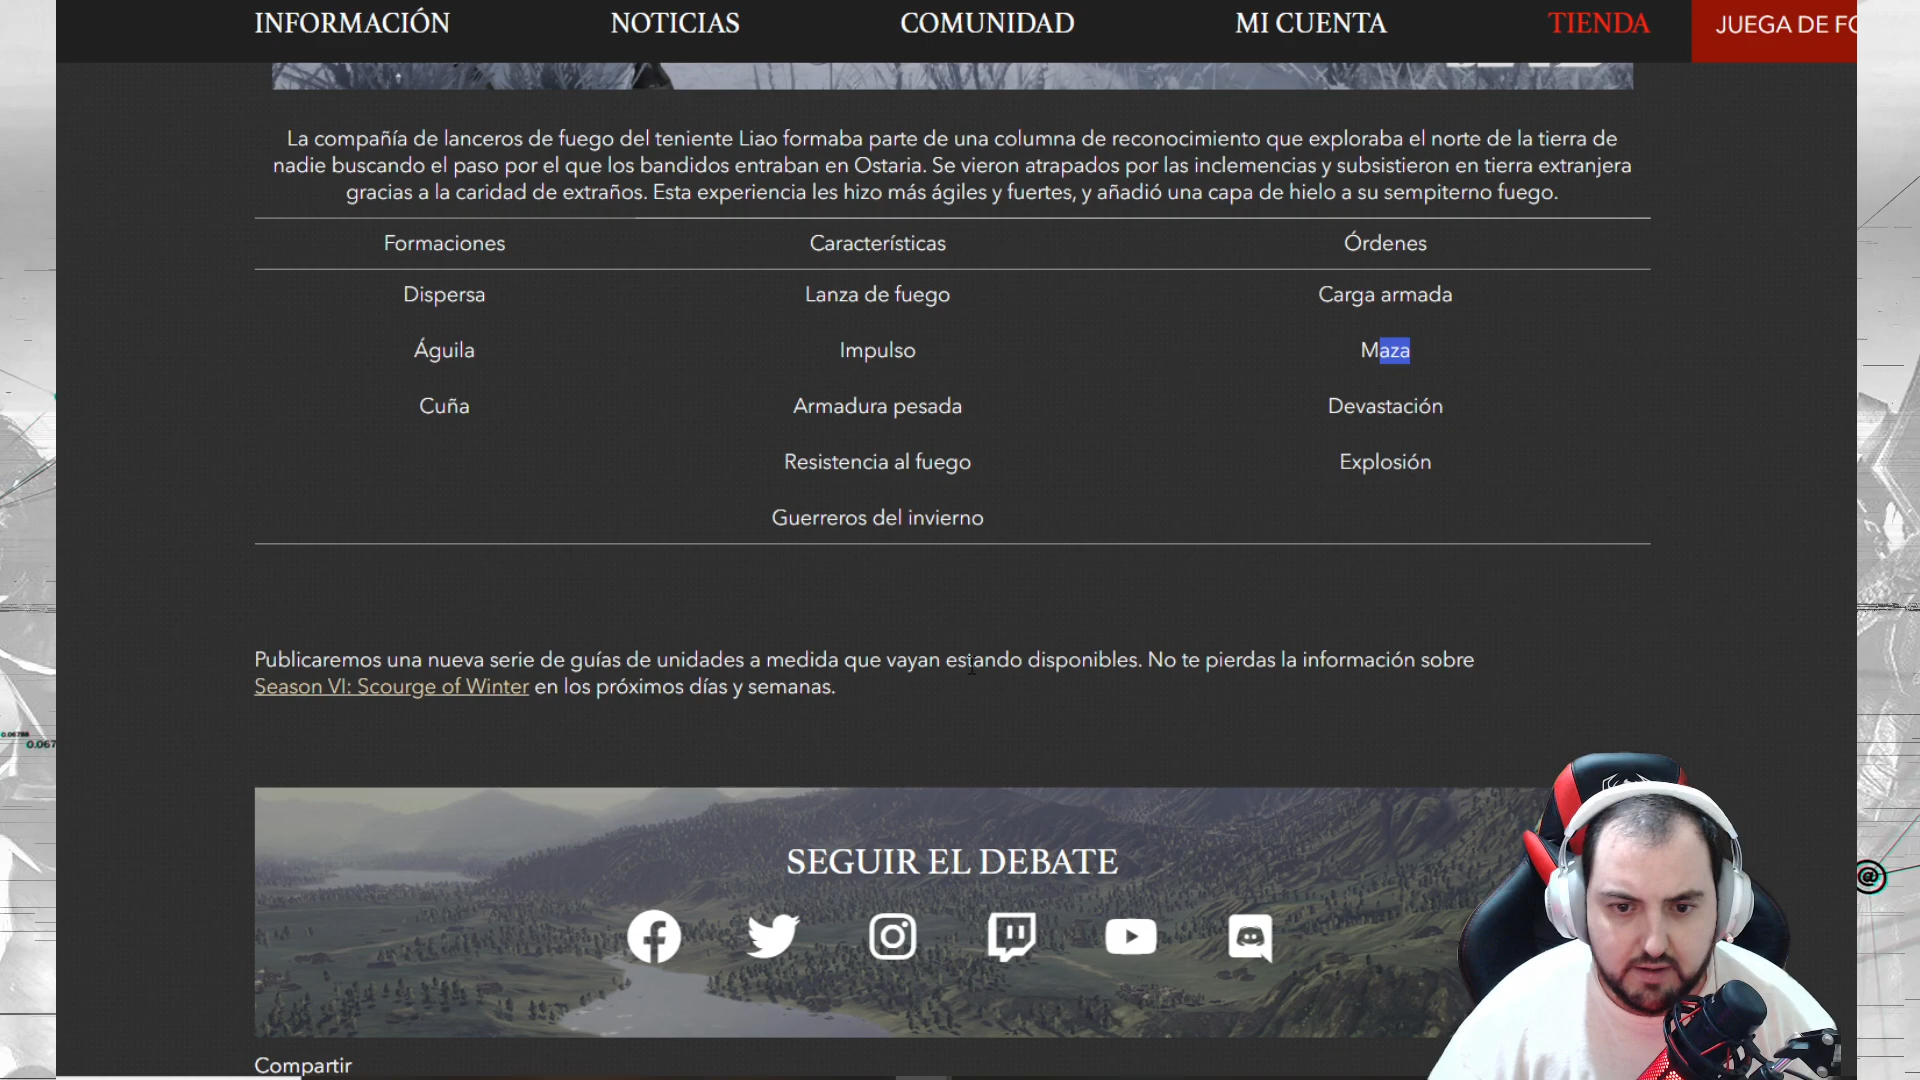 INFORMACIÓN NOTICIAS COMUNIDAD MI CUENTA TIENDA JUEGA DE FO
La compañía de lanceros de fuego del teniente Liao formaba parte de una columna de reconocimiento que exploraba el norte de la tierra de
nadie buscando el paso por el que los bandidos entraban en Ostaria. Se vieron atrapados por las inclemencias y subsistieron en tierra extranjera
gracias a la caridad de extraños. Esta experiencia les hizo más ágiles y fuertes, y añadió una capa de hielo a su sempiterno fuego.
Formaciones Características Órdenes
Dispersa Lanza de fuego Carga armada
Águila Impulso Maza
Cuña Armadura pesada Devastación
Resistencia al fuego Explosión
Guerreros del invierno
Publicaremos una nueva serie de guías de unidades a medida que vayan estando disponibles. No te pierdas la información sobre
Season VI: Scourge of Winter en los próximos días y semanas.
SEGUIR EL DEBATE
Compartir